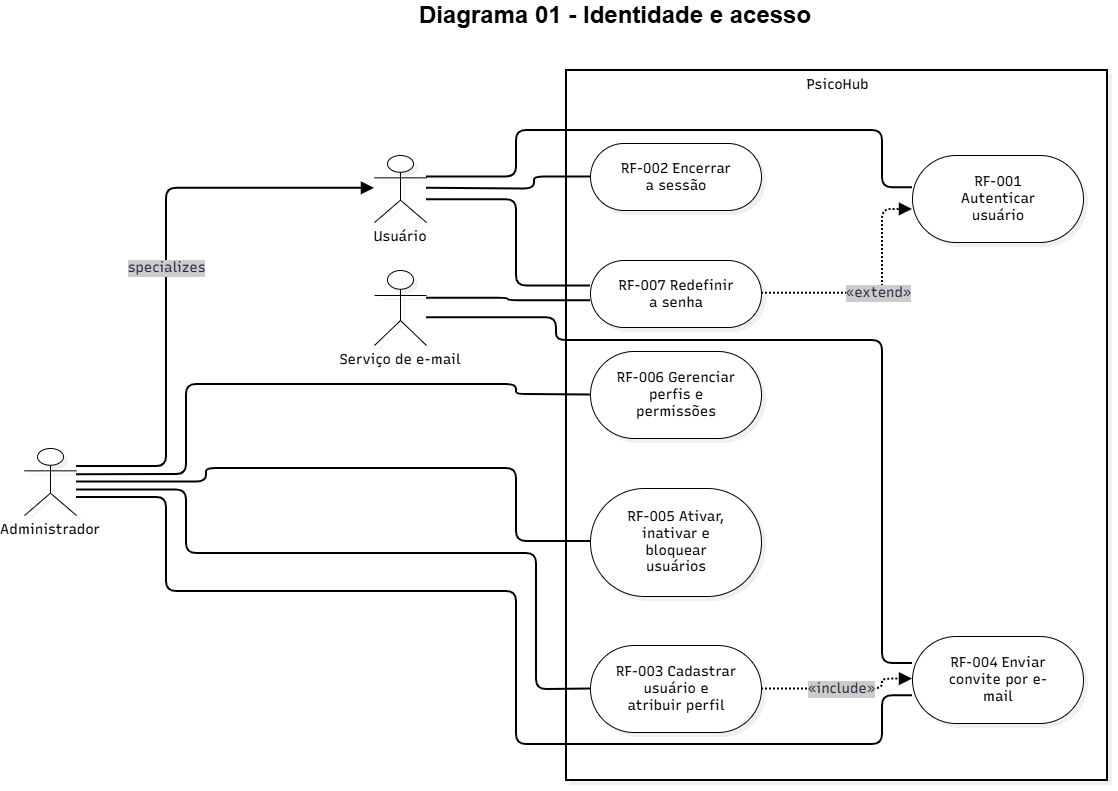 Diagrama 01 - Identidade e acesso
PsicoHub
RF-002 Encerrar
a sessão
RF-001
Autenticar
usuário
Usuário
specializes
RF-007 Redefinir
a senha
«extend»
Serviço de e-mail
RF-006 Gerenciar
perfis e
permissões
Administrador
RF-005 Ativar,
inativar e
bloquear
usuários
RF-003 Cadastrar
usuário e
atribuir perfil
«include»
RF-004 Enviar
convite por e-
mail